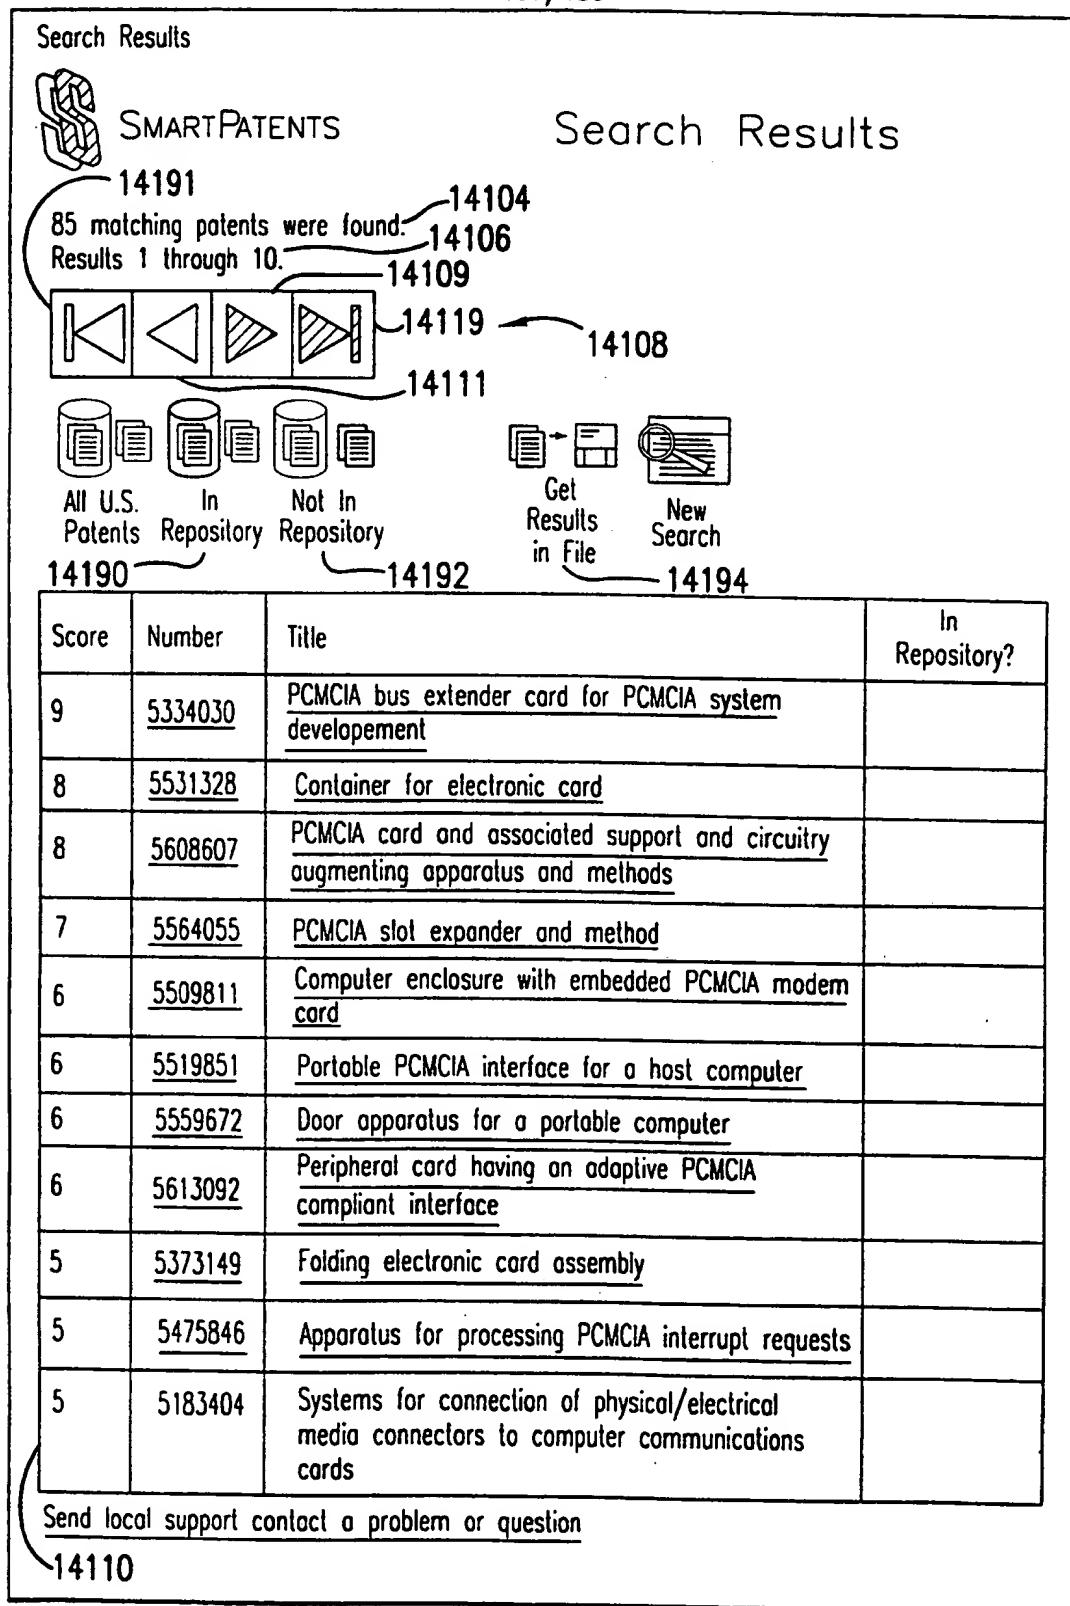 Search Results
SMARTPATENTS
Search Results
14191
85 matching patents were found.
14104
Results 1 through 10.
14106
14109
14119
14108
14111
All U.S. Patents
In Repository
Not In Repository
Get Results in File
New Search
14190
14192
14194
Score Number Title In Repository?
9 5334030 PCMCIA bus extender card for PCMCIA system
developement
8 5531328 Container for electronic card
8 5608607 PCMCIA card and associated support and circuitry
augmenting apparatus and methods
7 5564055 PCMCIA slot expander and method
6 5509811 Computer enclosure with embedded PCMCIA modem
card
6 5519851 Portable PCMCIA interface for a host computer
6 5559672 Door apparatus for a portable computer
6 5613092 Peripheral card having an adaptive PCMCIA
compliant interface
5 5373149 Folding electronic card assembly
5 5475846 Apparatus for processing PCMCIA interrupt requests
5 5183404 Systems for connection of physical/electrical
media connectors to computer communications
cards
Send local support contact a problem or question
14110